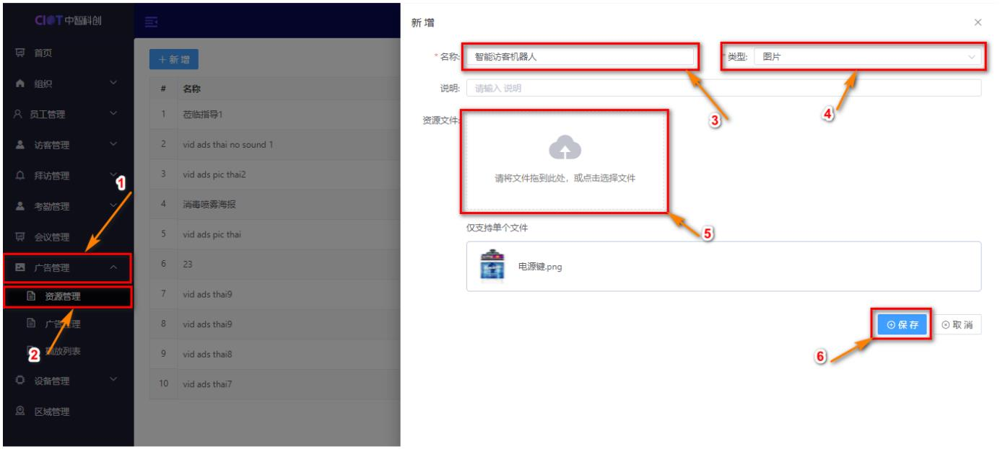 CIOT中智科创
首页
组织
员工管理
访客管理
拜访管理
1
考勤管理
会议管理
广告管理
资源管理
广告管理
2
播放列表
设备管理
区域管理
+ 新增
# 名称
1 莅临指导1
2 vid ads thai no sound 1
3 vid ads pic thai2
4 消毒喷雾海报
5 vid ads pic thai
6 23
7 vid ads thai9
8 vid ads thai9
9 vid ads thai8
10 vid ads thai7
新增
* 名称: 智能访客机器人
* 类型: 图片
3
4
说明: 请输入 说明
资源文件:
请将文件拖到此处，或点击选择文件
5
仅支持单个文件
电源键.png
保存
取消
6